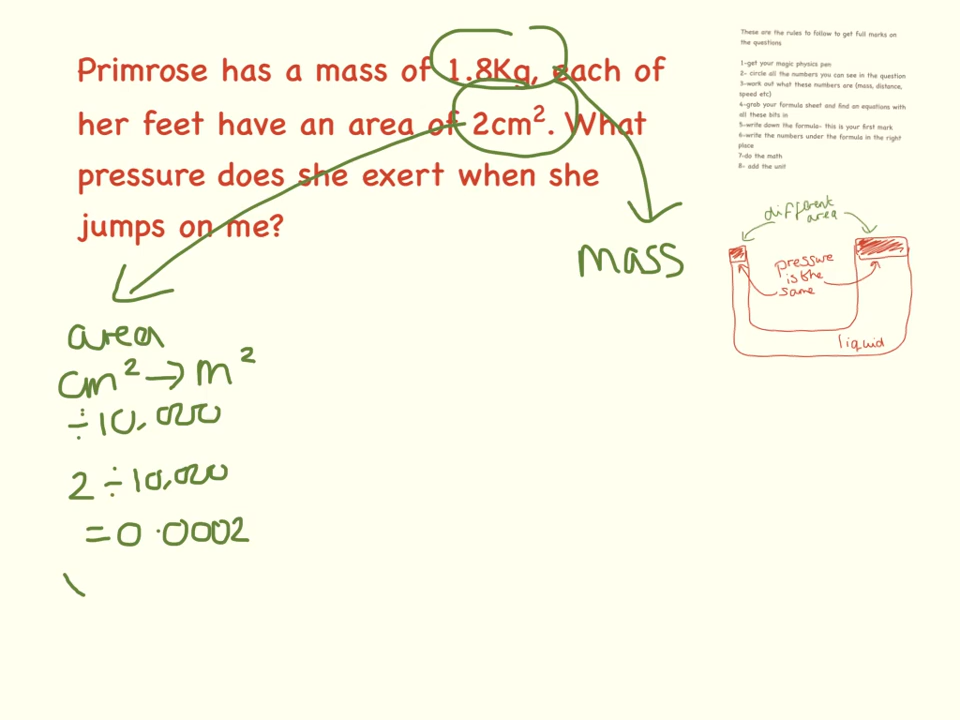 Primrose has a mass of 1.8Kg, each of
her feet have an area of 2cm². What
pressure does she exert when she
jumps on me?
mass
area
cm² → m²
÷10,000
2 ÷10,000
=0.0002
These are the rules to follow to get full marks on
the questions
1-get your magic physics pen
2- circle all the numbers you can see in the question
3-work out what these numbers are (mass, distance,
speed etc)
4-grab your formula sheet and find an equations with
all these bits in
5-write down the formula- this is your first mark
6-write the numbers under the formula in the right
place
7-do the math
8- add the unit
different
area
pressure
is the
same
liquid